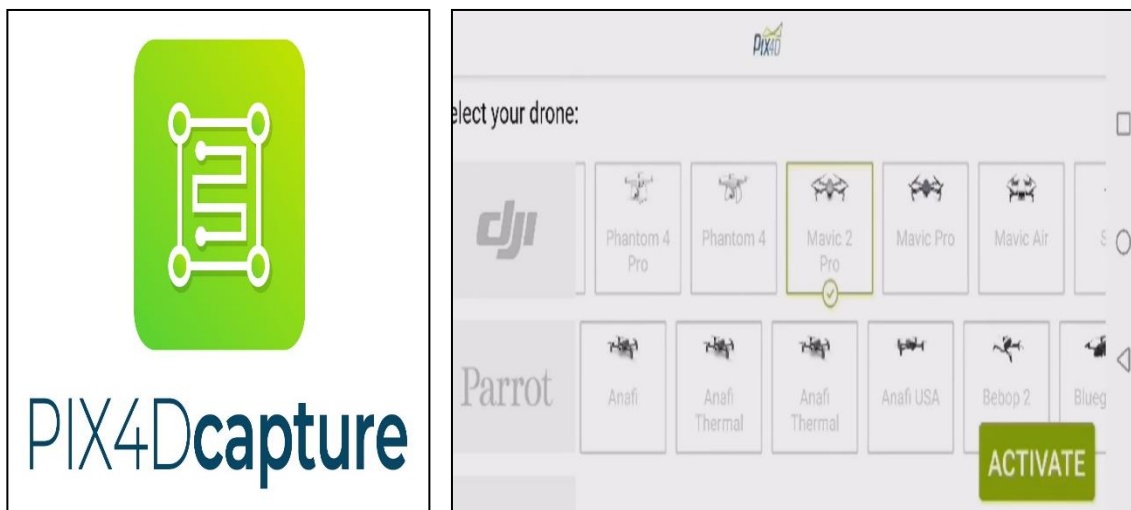 PIX4Dcapture
PIX4D
elect your drone:
dji
Phantom 4
Pro
Phantom 4
Mavic 2
Pro
Mavic Pro
Mavic Air
S
Parrot
Anafi
Anafi
Thermal
Anafi
Thermal
Anafi USA
Bebop 2
Blueg
ACTIVATE